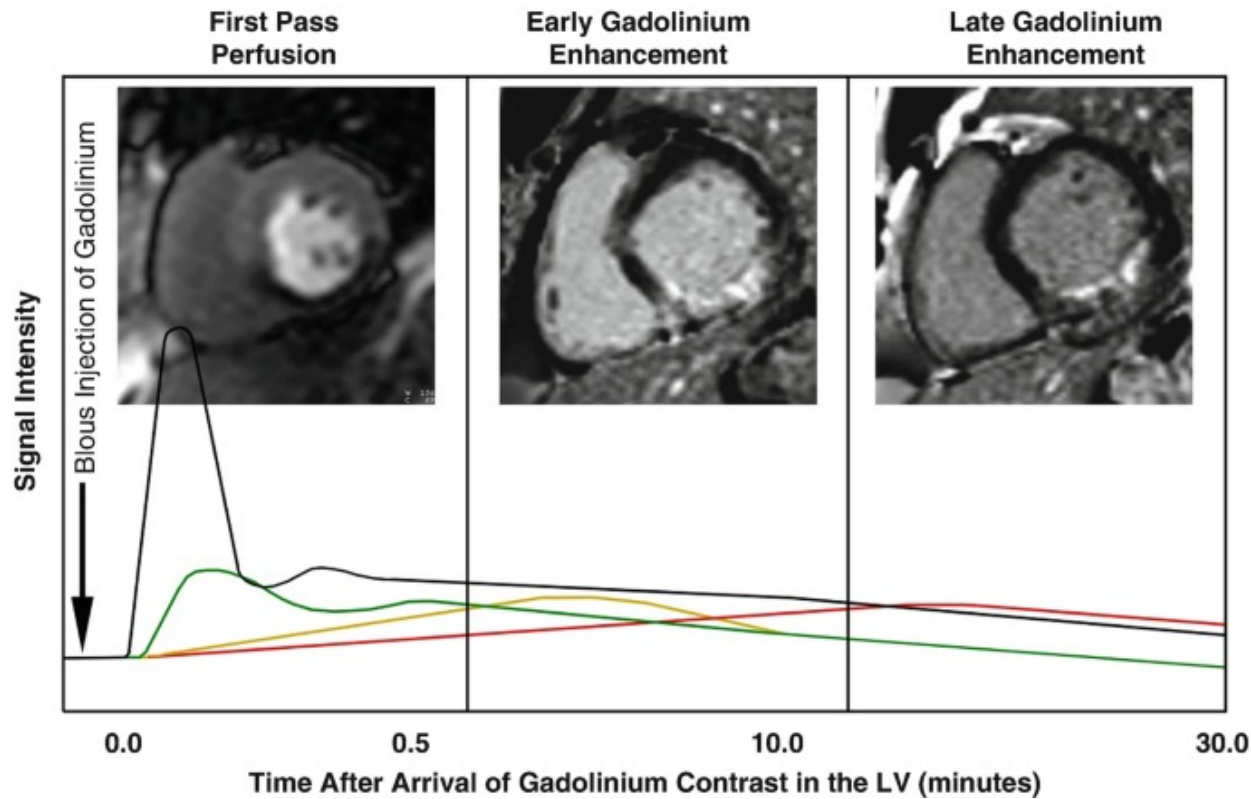 First Pass
Perfusion
Early Gadolinium
Enhancement
Late Gadolinium
Enhancement
Signal Intensity
Blous Injection of Gadolinium
0.0
0.5
10.0
30.0
Time After Arrival of Gadolinium Contrast in the LV (minutes)